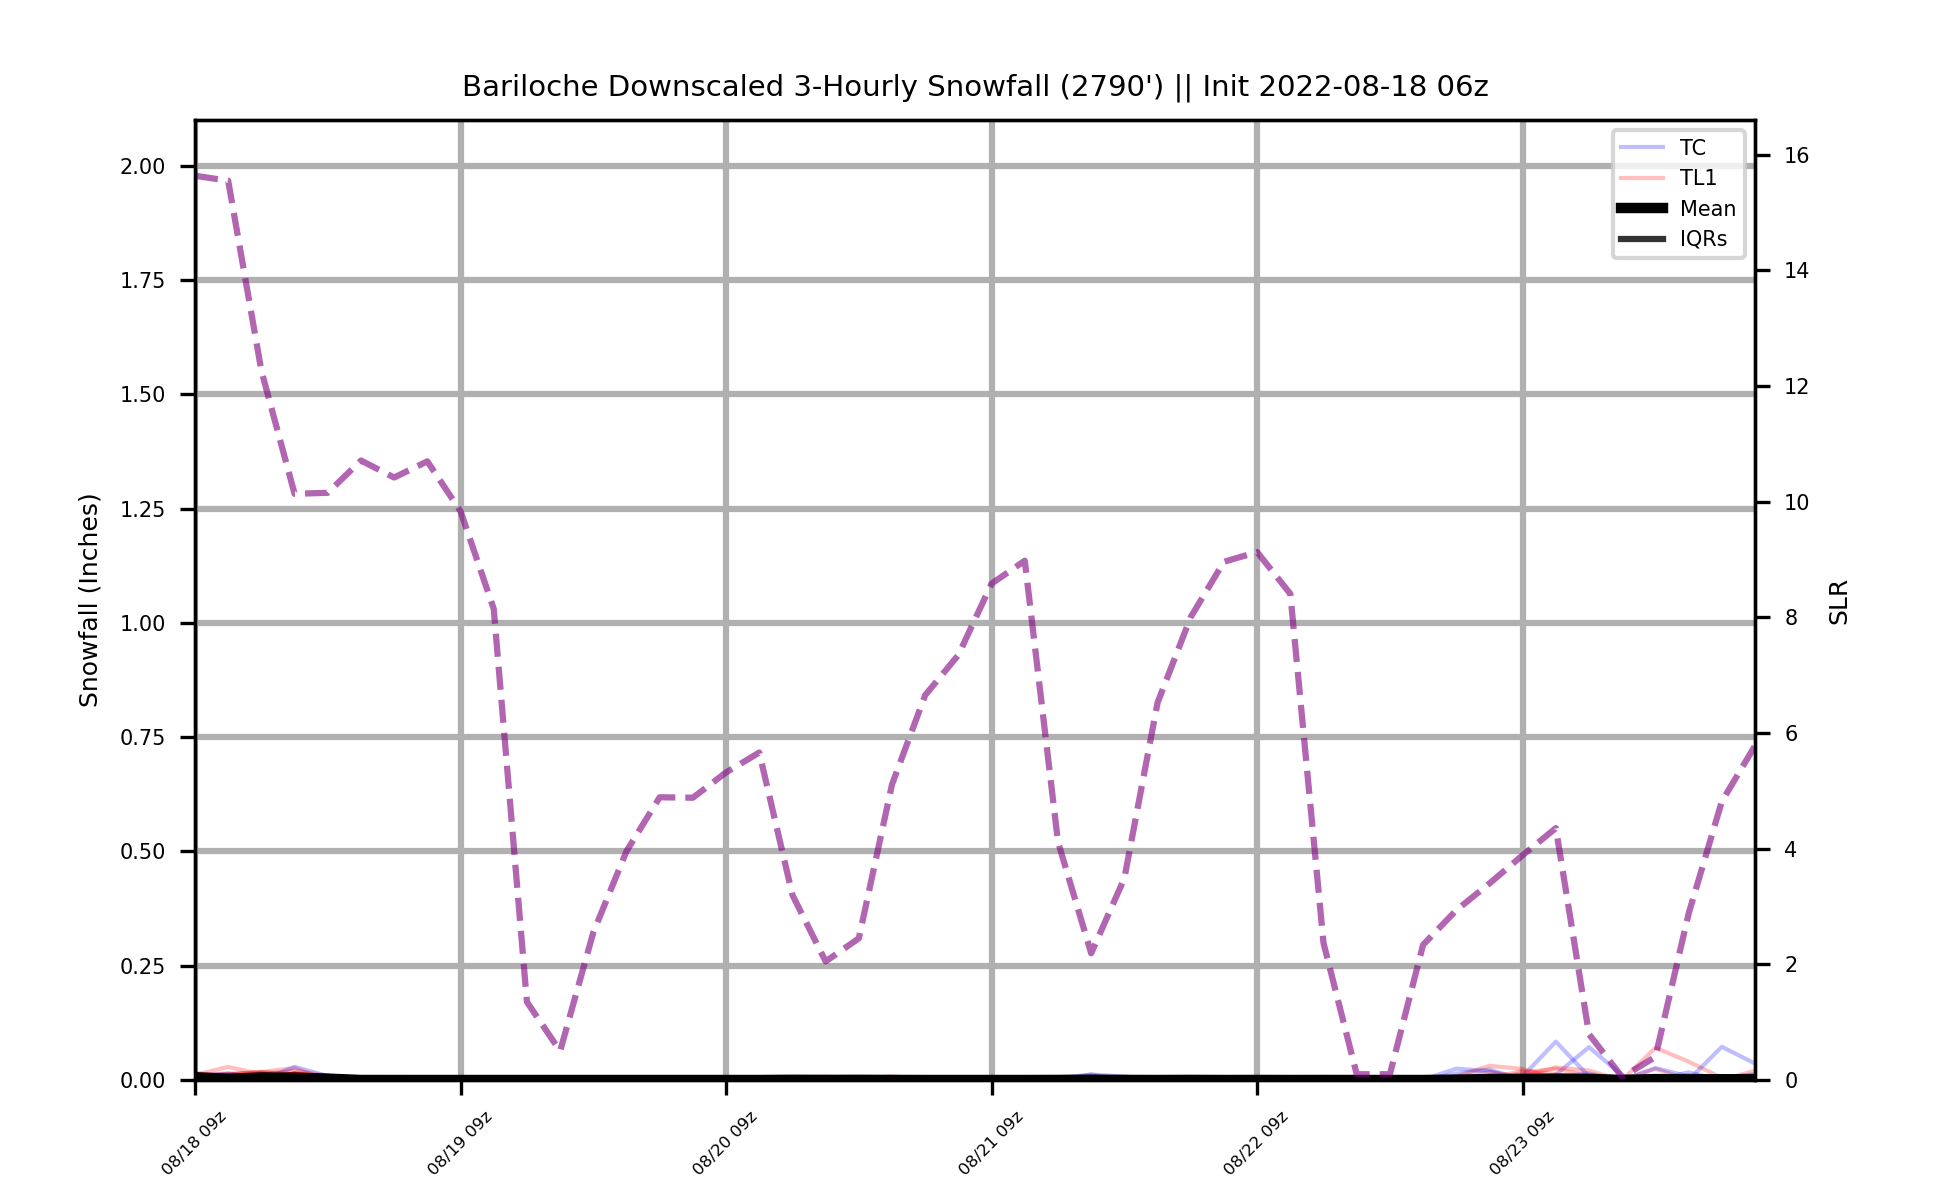 Bariloche Downscaled 3-Hourly Snowfall (2790') || Init 2022-08-18 06z
TC
TL1
Mean
IQRs
2.00
1.75
1.50
1.25
1.00
0.75
0.50
0.25
0.00
Snowfall (Inches)
16
14
12
10
8
6
4
2
0
SLR
08/18 09z
08/19 09z
08/20 09z
08/21 09z
08/22 09z
08/23 09z